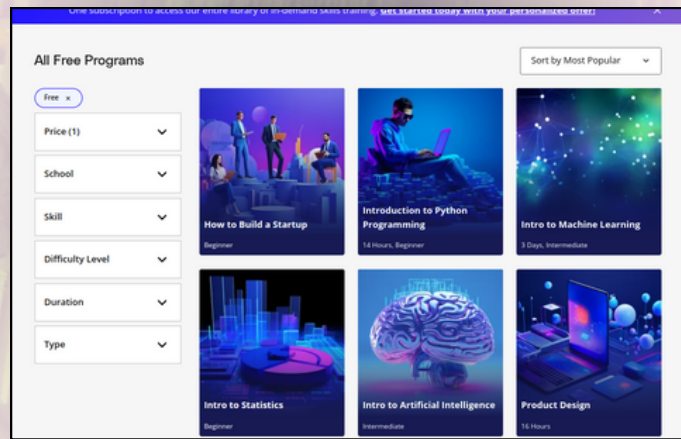 One subscription to access our entire library of in-demand skills training. Get started today with your personalized offer!
×
All Free Programs
Sort by Most Popular
Free ×
Price (1)
School
Skill
Difficulty Level
Duration
Type
How to Build a Startup
Beginner
Introduction to Python
Programming
14 Hours, Beginner
Intro to Machine Learning
3 Days, Intermediate
Intro to Statistics
Beginner
Intro to Artificial Intelligence
Intermediate
Product Design
16 Hours